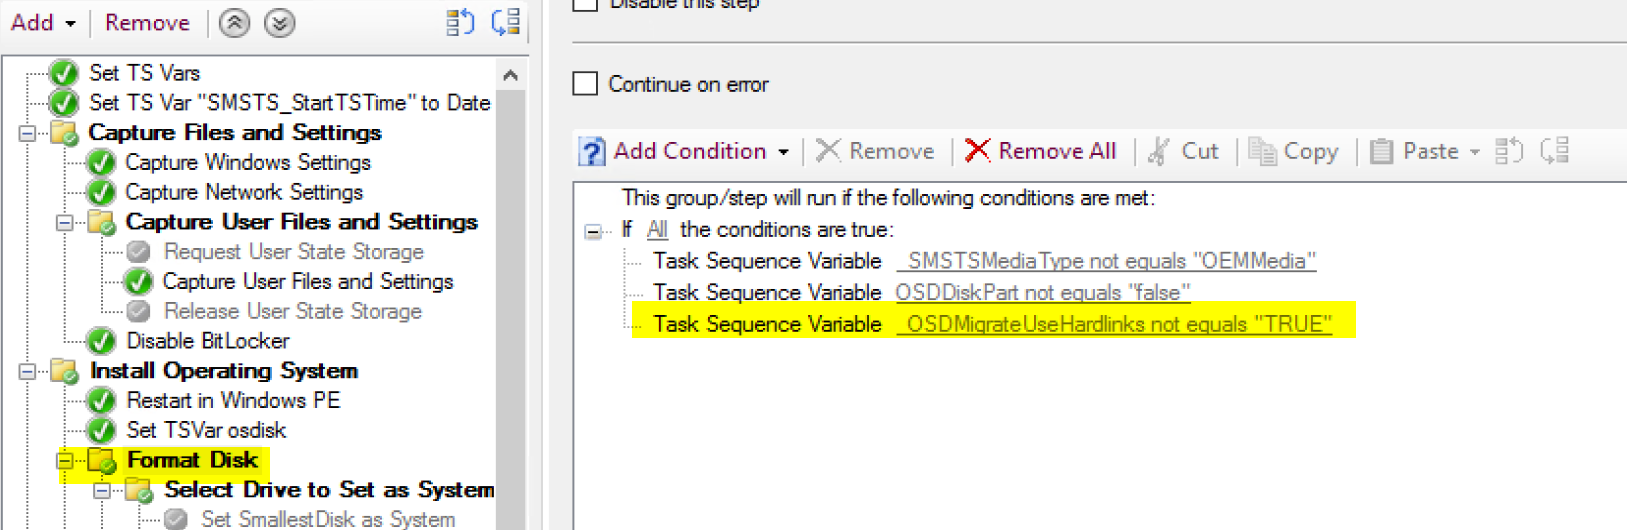 Add Remove
Set TS Vars
Set TS Var "SMSTS_StartTSTime" to Date
Capture Files and Settings
Capture Windows Settings
Capture Network Settings
Capture User Files and Settings
Request User State Storage
Capture User Files and Settings
Release User State Storage
Disable BitLocker
Install Operating System
Restart in Windows PE
Set TSVar osdisk
Format Disk
Select Drive to Set as System
Set SmallestDisk as System
Disable this step
Continue on error
Add Condition Remove Remove All Cut Copy Paste
This group/step will run if the following conditions are met:
If All the conditions are true:
Task Sequence Variable _SMSTSMediaType not equals "OEMMedia"
Task Sequence Variable OSDDiskPart not equals "false"
Task Sequence Variable _OSDMigrateUseHardlinks not equals "TRUE"